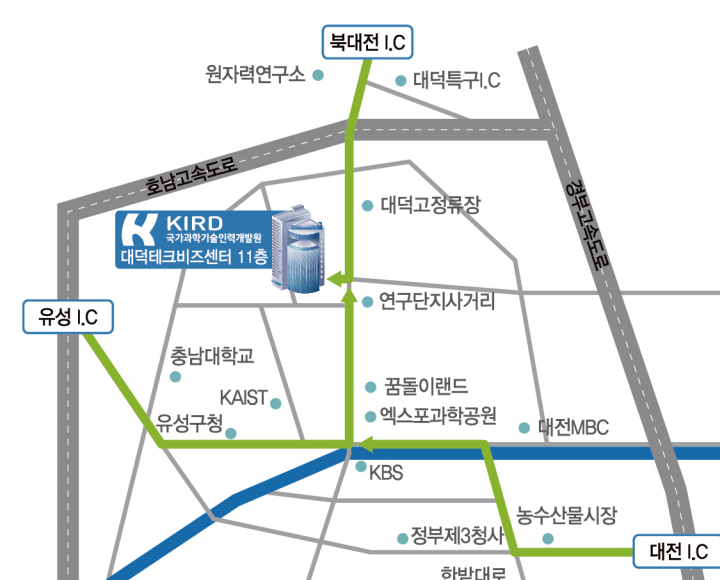 북대전 I.C
원자력연구소
대덕특구I.C
호남고속도로
경부고속도로
대덕고정류장
KIRD
국가과학기술인력개발원
대덕테크비즈센터 11층
연구단지사거리
유성 I.C
충남대학교
꿈돌이랜드
KAIST
엑스포과학공원
유성구청
대전MBC
KBS
농수산물시장
정부제3청사
대전 I.C
한밭대로